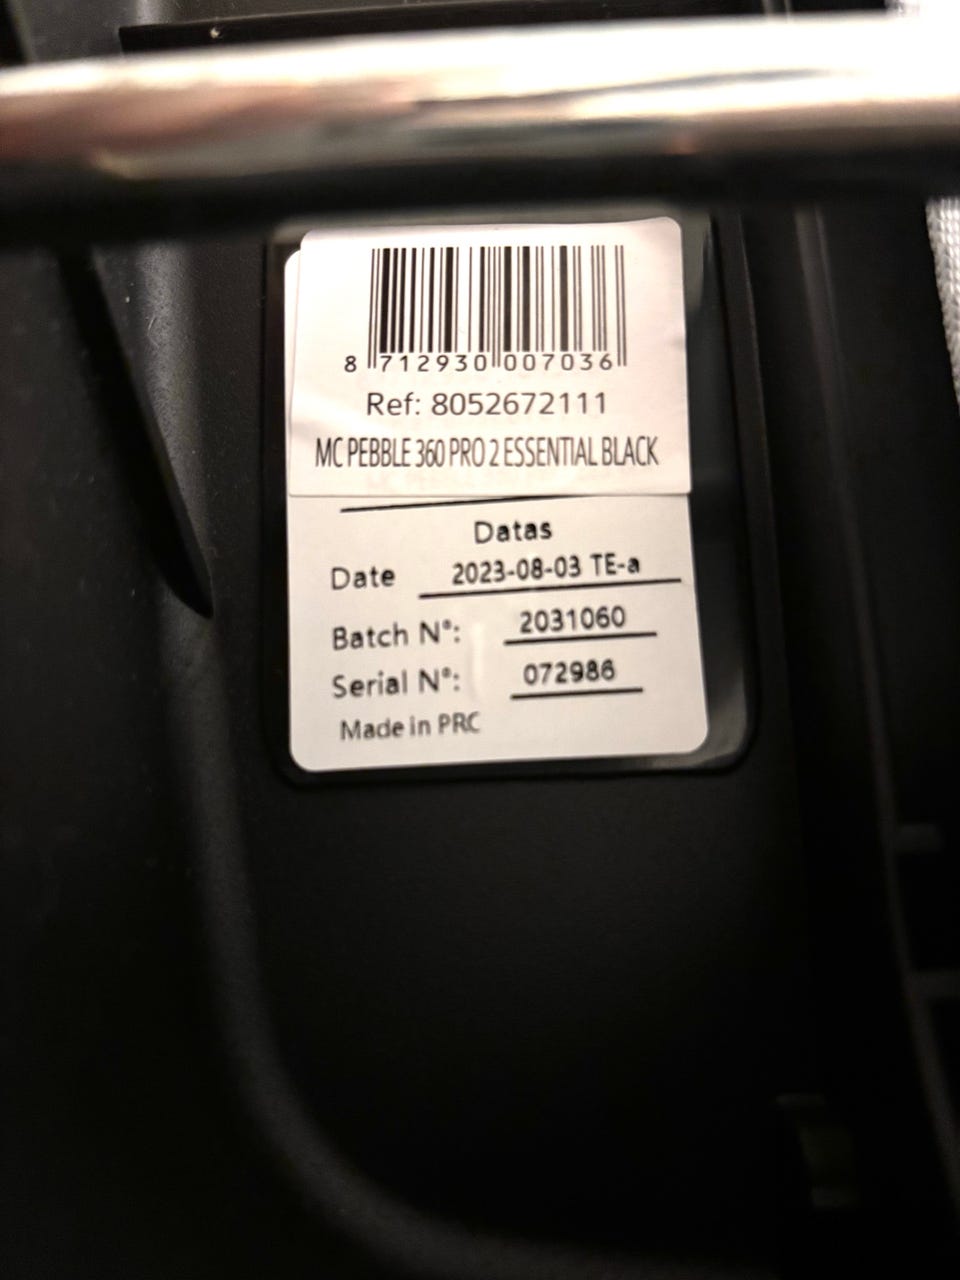 8 712930 007036
Ref: 8052672111
MC PEBBLE 360 PRO 2 ESSENTIAL BLACK
Datas
Date 2023-08-03 TE-a
Batch N°: 2031060
Serial N°: 072986
Made in PRC